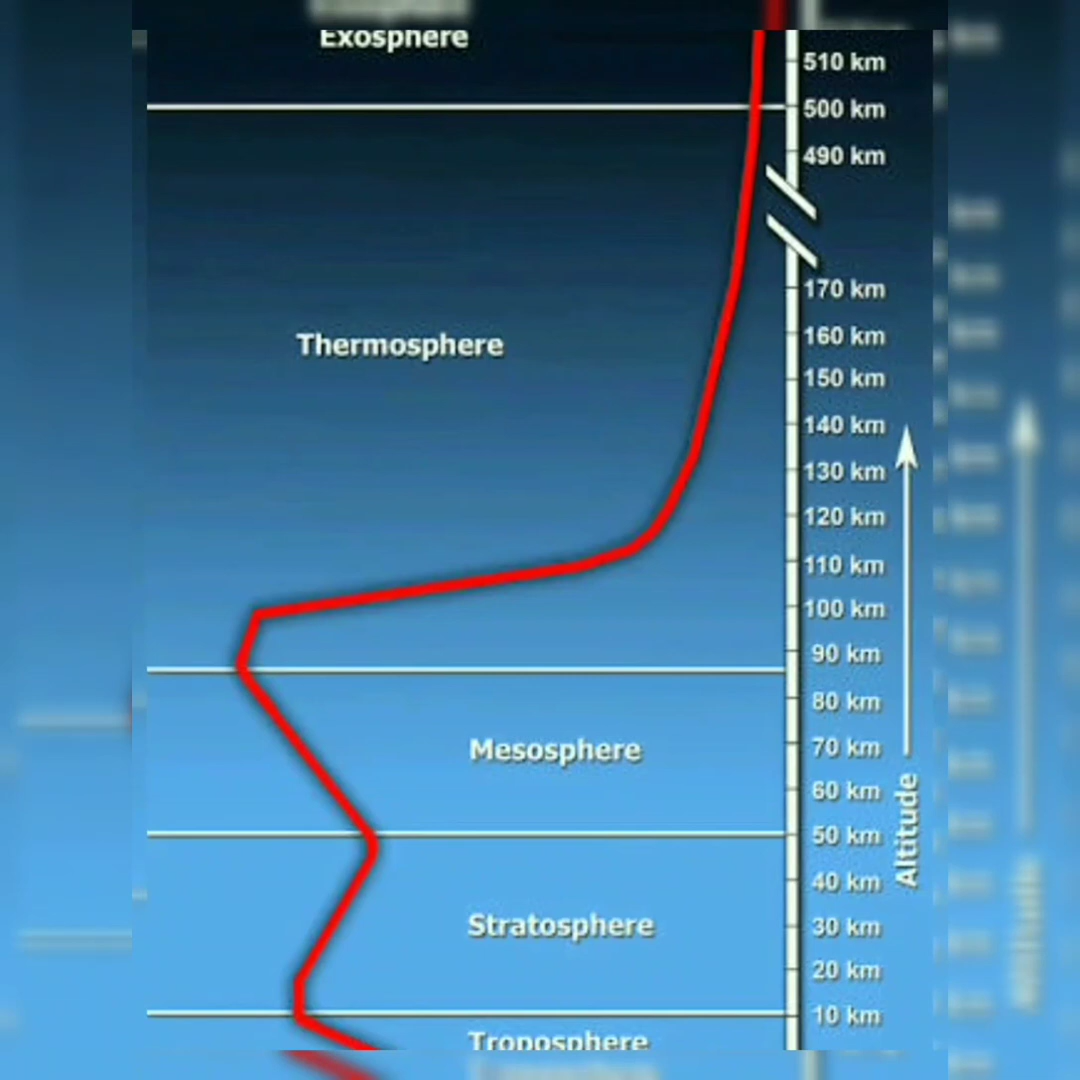 Exosphere
510 km
500 km
490 km
170 km
Thermosphere
160 km
150 km
140 km
130 km
120 km
110 km
100 km
90 km
80 km
Mesosphere
70 km
60 km
50 km
40 km
Altitude
Stratosphere
30 km
20 km
10 km
Troposphere